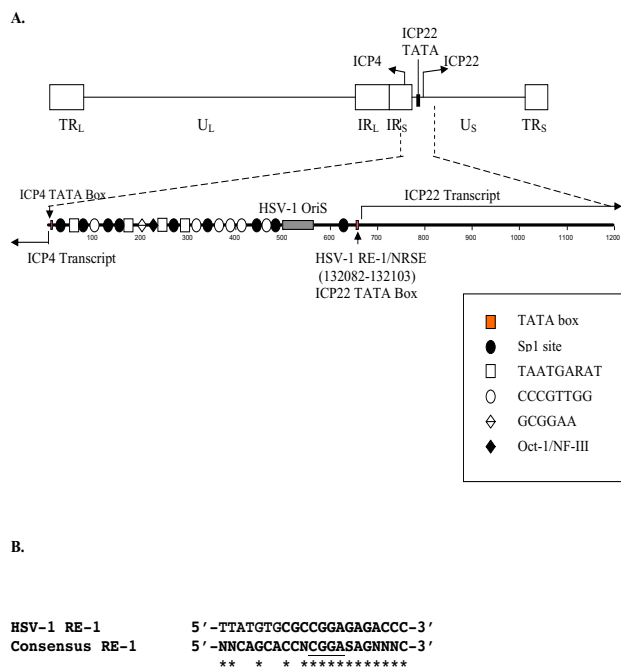 A.
ICP22
TATA
ICP4
ICP22
TRL
UL
IRL
IRS
US
TRS
ICP4 TATA Box
ICP22 Transcript
HSV-1 OriS
100 200 300 400 500 600 700 800 900 1000 1100 1200
ICP4 Transcript
HSV-1 RE-1/NRSE
(132082-132103)
ICP22 TATA Box
TATA box
Sp1 site
TAATGARAT
CCCGTTGG
GCGGAA
Oct-1/NF-III
B.
HSV-1 RE-1 5′-TTATGTGCGCCGGAGAGACCC-3′
Consensus RE-1 5′-NNCAGCACCNCGGASAGNNNC-3′
** * * ************